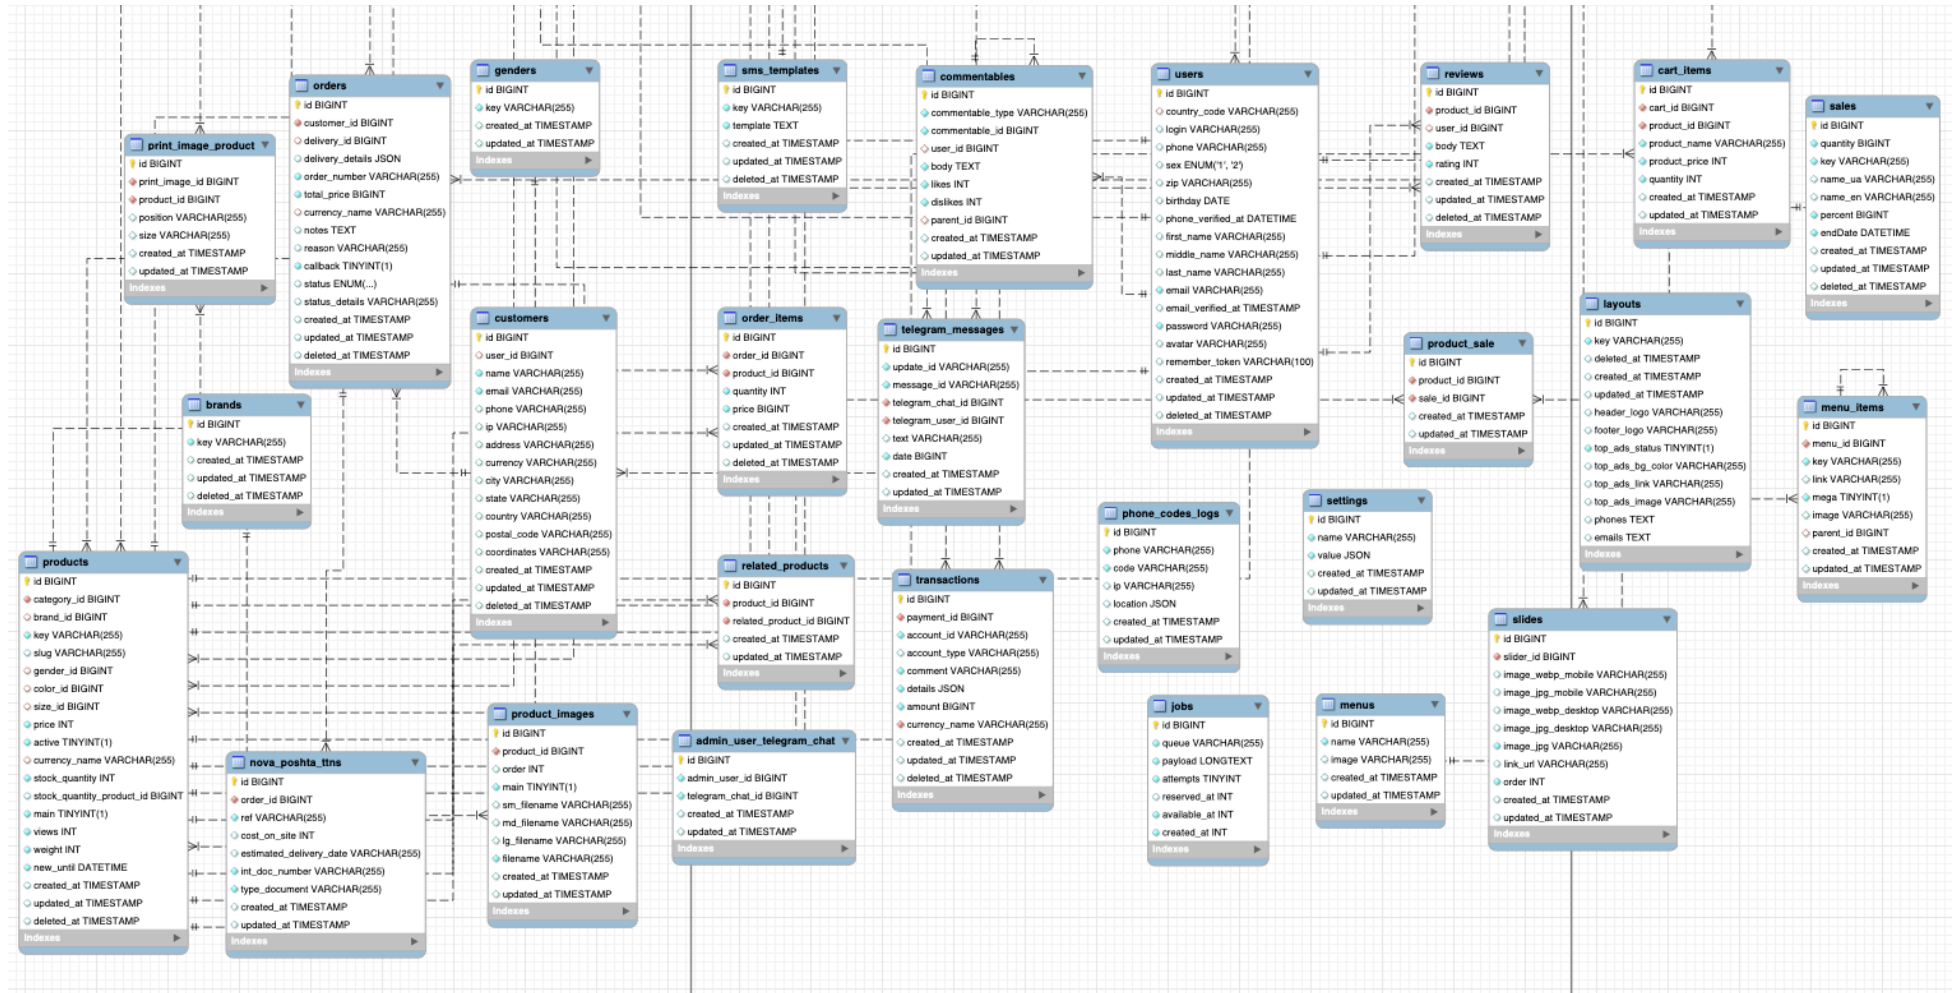 orders
id BIGINT
customer_id BIGINT
delivery_id BIGINT
delivery_details JSON
order_number VARCHAR(255)
total_price BIGINT
currency_name VARCHAR(255)
notes TEXT
reason VARCHAR(255)
callback TINYINT(1)
status ENUM(...)
status_details VARCHAR(255)
created_at TIMESTAMP
updated_at TIMESTAMP
deleted_at TIMESTAMP
Indexes
genders
id BIGINT
key VARCHAR(255)
created_at TIMESTAMP
updated_at TIMESTAMP
Indexes
sms_templates
id BIGINT
key VARCHAR(255)
template TEXT
created_at TIMESTAMP
updated_at TIMESTAMP
deleted_at TIMESTAMP
Indexes
commentables
id BIGINT
commentable_type VARCHAR(255)
commentable_id BIGINT
user_id BIGINT
body TEXT
likes INT
dislikes INT
parent_id BIGINT
created_at TIMESTAMP
updated_at TIMESTAMP
Indexes
users
id BIGINT
country_code VARCHAR(255)
login VARCHAR(255)
phone VARCHAR(255)
sex ENUM('1', '2')
zip VARCHAR(255)
birthday DATE
phone_verified_at DATETIME
first_name VARCHAR(255)
middle_name VARCHAR(255)
last_name VARCHAR(255)
email VARCHAR(255)
email_verified_at TIMESTAMP
password VARCHAR(255)
avatar VARCHAR(255)
remember_token VARCHAR(100)
created_at TIMESTAMP
updated_at TIMESTAMP
deleted_at TIMESTAMP
Indexes
reviews
id BIGINT
product_id BIGINT
user_id BIGINT
body TEXT
rating INT
created_at TIMESTAMP
updated_at TIMESTAMP
deleted_at TIMESTAMP
Indexes
cart_items
id BIGINT
cart_id BIGINT
product_id BIGINT
product_name VARCHAR(255)
product_price INT
quantity INT
created_at TIMESTAMP
updated_at TIMESTAMP
Indexes
sales
id BIGINT
quantity BIGINT
key VARCHAR(255)
name_ua VARCHAR(255)
name_en VARCHAR(255)
percent BIGINT
endDate DATETIME
created_at TIMESTAMP
updated_at TIMESTAMP
deleted_at TIMESTAMP
Indexes
print_image_product
id BIGINT
print_image_id BIGINT
product_id BIGINT
position VARCHAR(255)
size VARCHAR(255)
created_at TIMESTAMP
updated_at TIMESTAMP
Indexes
customers
id BIGINT
user_id BIGINT
name VARCHAR(255)
email VARCHAR(255)
phone VARCHAR(255)
ip VARCHAR(255)
address VARCHAR(255)
currency VARCHAR(255)
city VARCHAR(255)
state VARCHAR(255)
country VARCHAR(255)
postal_code VARCHAR(255)
coordinates VARCHAR(255)
created_at TIMESTAMP
updated_at TIMESTAMP
deleted_at TIMESTAMP
Indexes
order_items
id BIGINT
order_id BIGINT
product_id BIGINT
quantity INT
price BIGINT
created_at TIMESTAMP
updated_at TIMESTAMP
deleted_at TIMESTAMP
Indexes
telegram_messages
id BIGINT
update_id VARCHAR(255)
message_id VARCHAR(255)
telegram_chat_id BIGINT
telegram_user_id BIGINT
text VARCHAR(255)
date BIGINT
created_at TIMESTAMP
updated_at TIMESTAMP
Indexes
product_sale
id BIGINT
product_id BIGINT
sale_id BIGINT
created_at TIMESTAMP
updated_at TIMESTAMP
Indexes
layouts
id BIGINT
key VARCHAR(255)
deleted_at TIMESTAMP
created_at TIMESTAMP
updated_at TIMESTAMP
header_logo VARCHAR(255)
footer_logo VARCHAR(255)
top_ads_status TINYINT(1)
top_ads_bg_color VARCHAR(255)
top_ads_link VARCHAR(255)
top_ads_image VARCHAR(255)
phones TEXT
emails TEXT
Indexes
menu_items
id BIGINT
menu_id BIGINT
key VARCHAR(255)
link VARCHAR(255)
mega TINYINT(1)
image VARCHAR(255)
parent_id BIGINT
created_at TIMESTAMP
updated_at TIMESTAMP
Indexes
brands
id BIGINT
key VARCHAR(255)
created_at TIMESTAMP
updated_at TIMESTAMP
deleted_at TIMESTAMP
Indexes
phone_codes_logs
id BIGINT
phone VARCHAR(255)
code VARCHAR(255)
ip VARCHAR(255)
location JSON
created_at TIMESTAMP
updated_at TIMESTAMP
Indexes
settings
id BIGINT
name VARCHAR(255)
value JSON
created_at TIMESTAMP
updated_at TIMESTAMP
Indexes
products
id BIGINT
category_id BIGINT
brand_id BIGINT
key VARCHAR(255)
slug VARCHAR(255)
gender_id BIGINT
color_id BIGINT
size_id BIGINT
price INT
active TINYINT(1)
currency_name VARCHAR(255)
stock_quantity INT
stock_quantity_product_id BIGINT
main TINYINT(1)
views INT
weight INT
new_until DATETIME
created_at TIMESTAMP
updated_at TIMESTAMP
deleted_at TIMESTAMP
Indexes
related_products
id BIGINT
product_id BIGINT
related_product_id BIGINT
created_at TIMESTAMP
updated_at TIMESTAMP
Indexes
transactions
id BIGINT
payment_id BIGINT
account_id VARCHAR(255)
account_type VARCHAR(255)
comment VARCHAR(255)
details JSON
amount BIGINT
currency_name VARCHAR(255)
created_at TIMESTAMP
updated_at TIMESTAMP
deleted_at TIMESTAMP
Indexes
slides
id BIGINT
slider_id BIGINT
image_webp_mobile VARCHAR(255)
image_jpg_mobile VARCHAR(255)
image_webp_desktop VARCHAR(255)
image_jpg_desktop VARCHAR(255)
image_jpg VARCHAR(255)
link_url VARCHAR(255)
order INT
created_at TIMESTAMP
updated_at TIMESTAMP
Indexes
nova_poshta_ttns
id BIGINT
order_id BIGINT
ref VARCHAR(255)
cost_on_site INT
estimated_delivery_date VARCHAR(255)
int_doc_number VARCHAR(255)
type_document VARCHAR(255)
created_at TIMESTAMP
updated_at TIMESTAMP
Indexes
product_images
id BIGINT
product_id BIGINT
order INT
main TINYINT(1)
sm_filename VARCHAR(255)
md_filename VARCHAR(255)
lg_filename VARCHAR(255)
filename VARCHAR(255)
created_at TIMESTAMP
updated_at TIMESTAMP
Indexes
admin_user_telegram_chat
id BIGINT
admin_user_id BIGINT
telegram_chat_id BIGINT
created_at TIMESTAMP
updated_at TIMESTAMP
Indexes
jobs
id BIGINT
queue VARCHAR(255)
payload LONGTEXT
attempts TINYINT
reserved_at INT
available_at INT
created_at INT
Indexes
menus
id BIGINT
name VARCHAR(255)
image VARCHAR(255)
created_at TIMESTAMP
updated_at TIMESTAMP
Indexes